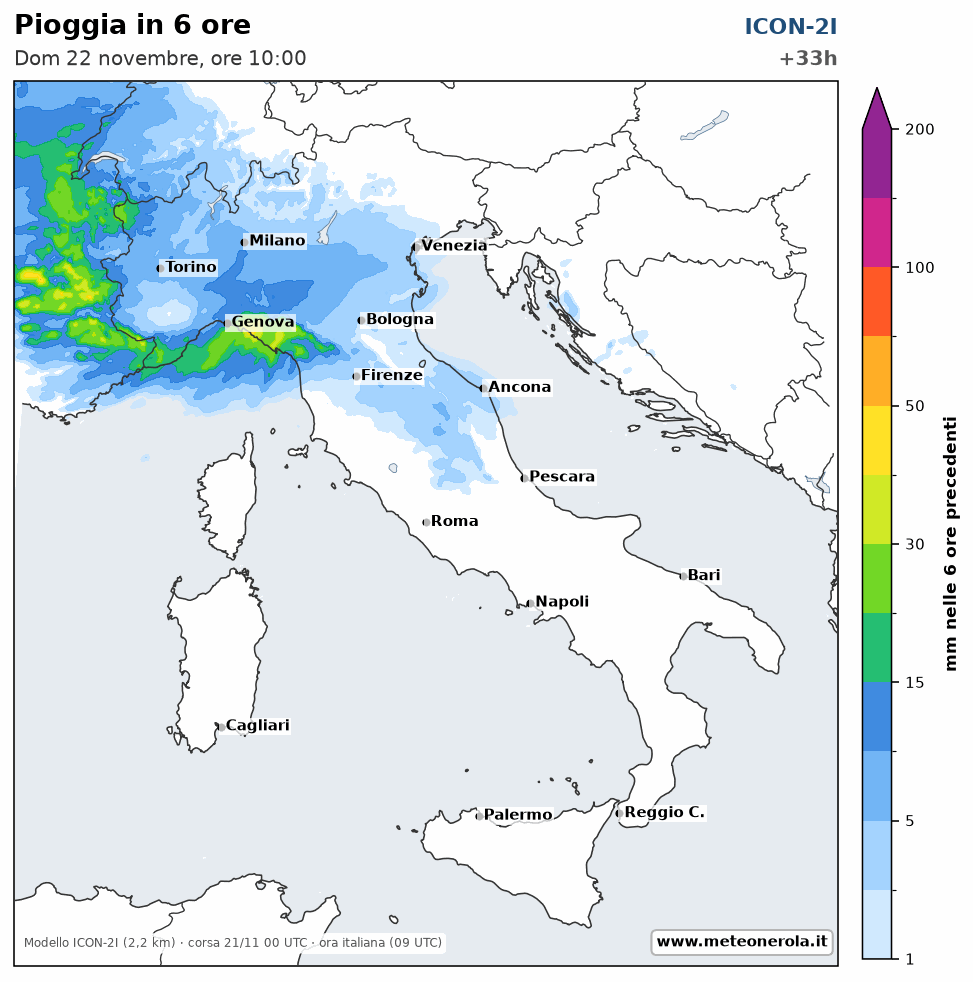 Pioggia in 6 ore
ICON-2I
Dom 22 novembre, ore 10:00
+33h
200
100
50
30
15
5
1
mm nelle 6 ore precedenti
Milano
Venezia
Torino
Genova
Bologna
Firenze
Ancona
Pescara
Roma
Bari
Napoli
Cagliari
Palermo
Reggio C.
Modello ICON-2I (2,2 km) · corsa 21/11 00 UTC · ora italiana (09 UTC)
www.meteonerola.it